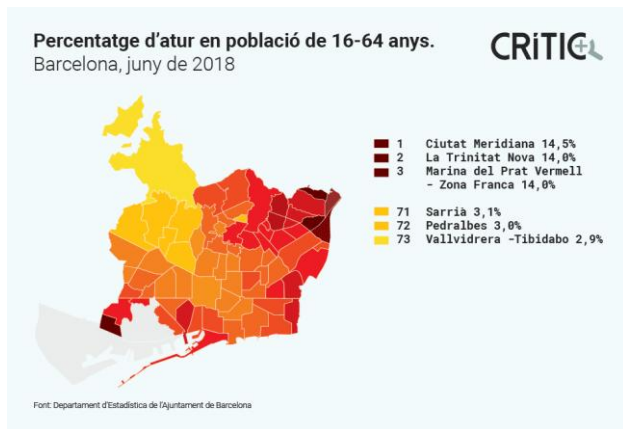 Percentatge d'atur en població de 16-64 anys.
Barcelona, juny de 2018
CRÍTIC
1 Ciutat Meridiana 14,5%
2 La Trinitat Nova 14,0%
3 Marina del Prat Vermell
- Zona Franca 14,0%
71 Sarrià 3,1%
72 Pedralbes 3,0%
73 Vallvidrera -Tibidabo 2,9%
Font: Departament d'Estadística de l'Ajuntament de Barcelona